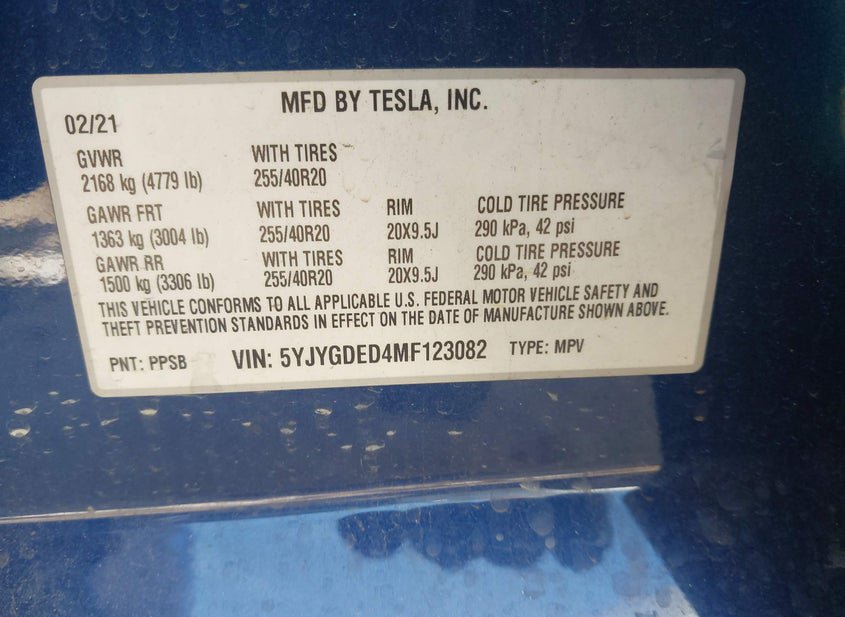 MFD BY TESLA, INC.
02/21
GVWR WITH TIRES
2168 kg (4779 lb) 255/40R20
GAWR FRT WITH TIRES RIM COLD TIRE PRESSURE
1363 kg (3004 lb) 255/40R20 20X9.5J 290 kPa, 42 psi
GAWR RR WITH TIRES RIM COLD TIRE PRESSURE
1500 kg (3306 lb) 255/40R20 20X9.5J 290 kPa, 42 psi
THIS VEHICLE CONFORMS TO ALL APPLICABLE U.S. FEDERAL MOTOR VEHICLE SAFETY AND
THEFT PREVENTION STANDARDS IN EFFECT ON THE DATE OF MANUFACTURE SHOWN ABOVE.
PNT: PPSB VIN: 5YJYGDED4MF123082 TYPE: MPV